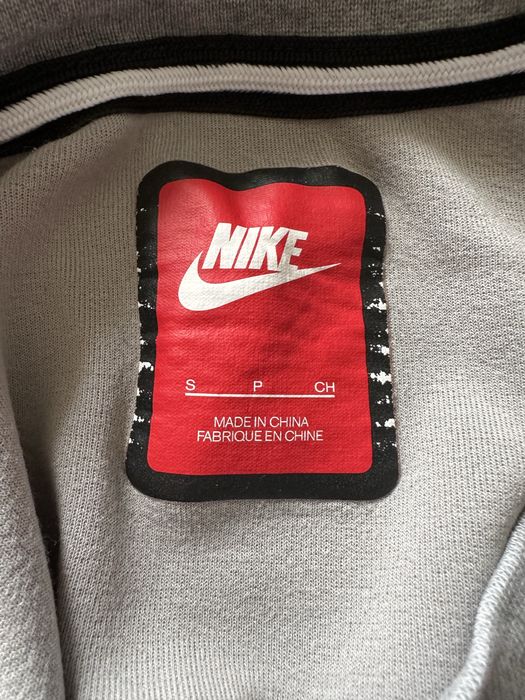 NIKE
S P CH
MADE IN CHINA
FABRIQUE EN CHINE